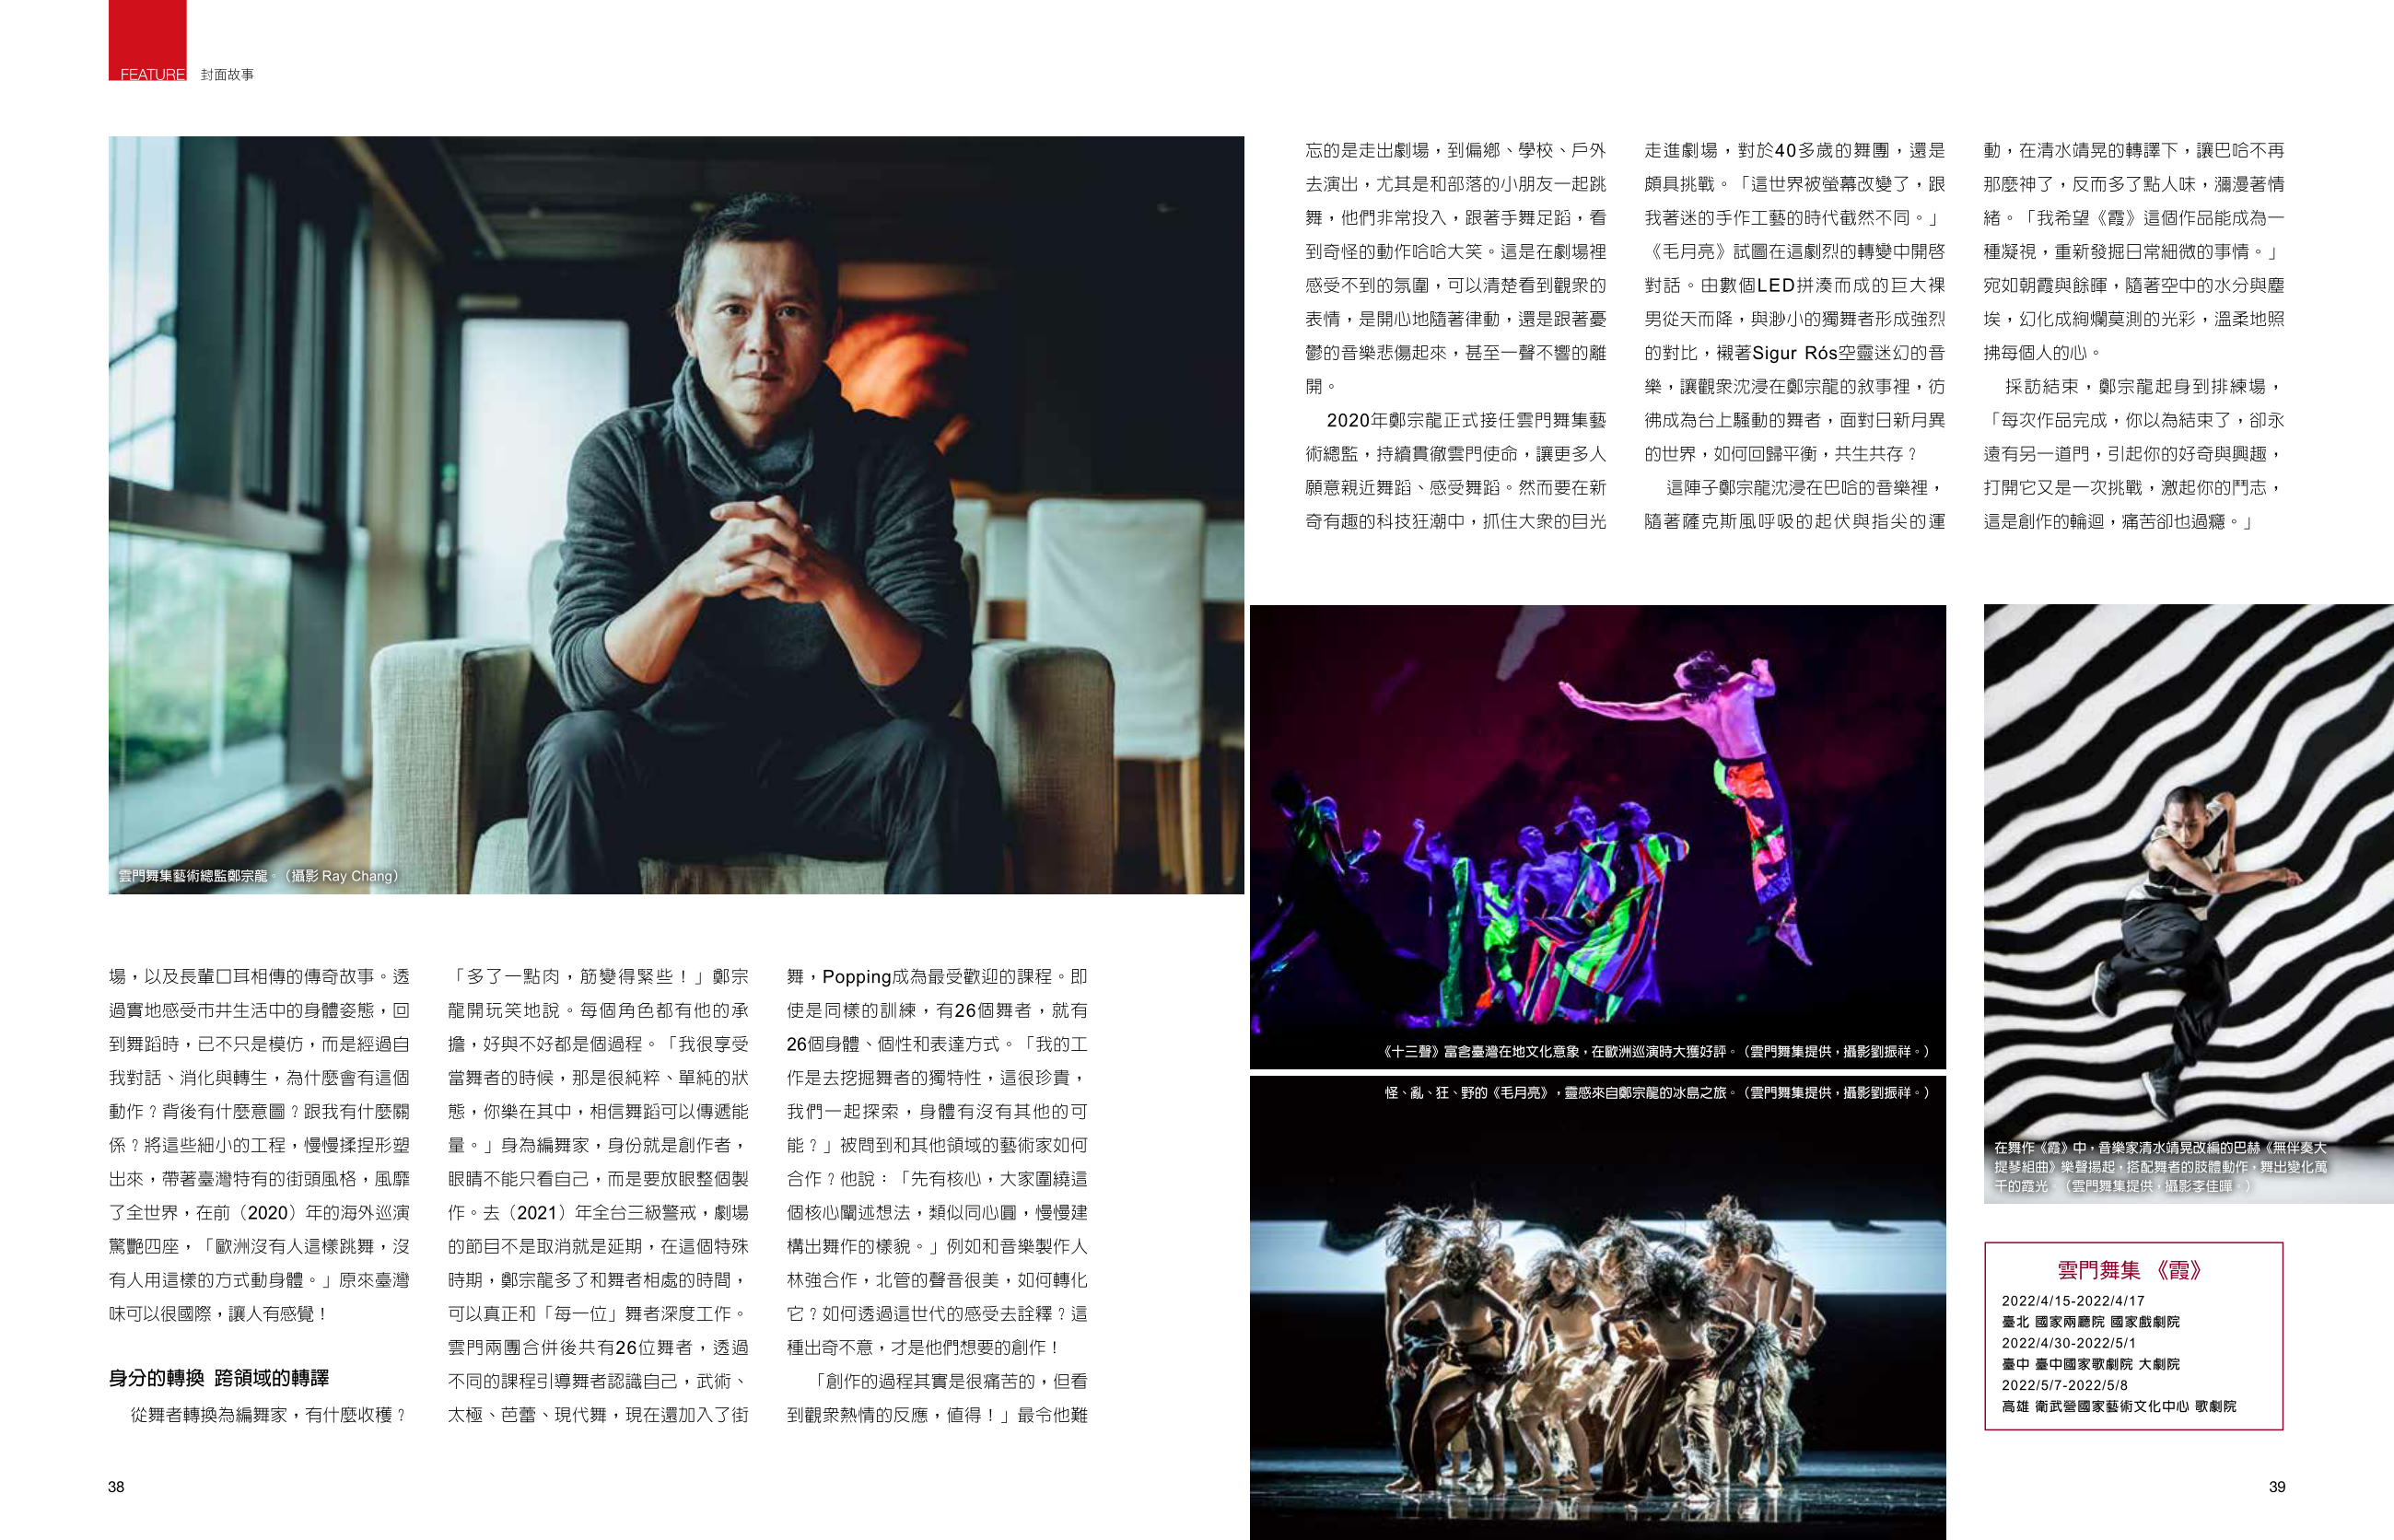 FEATURE 封面故事
雲門舞集藝術總監鄭宗龍。（攝影 Ray Chang）
場，以及長輩口耳相傳的傳奇故事。透
過實地感受市井生活中的身體姿態，回
到舞蹈時，已不只是模仿，而是經過自
我對話、消化與轉生，為什麼會有這個
動作？背後有什麼意圖？跟我有什麼關
係？將這些細小的工程，慢慢揉捏形塑
出來，帶著臺灣特有的街頭風格，風靡
了全世界，在前（2020）年的海外巡演
驚艷四座，「歐洲沒有人這樣跳舞，沒
有人用這樣的方式動身體。」原來臺灣
味可以很國際，讓人有感覺！
身分的轉換 跨領域的轉譯
從舞者轉換為編舞家，有什麼收穫？
「多了一點肉，筋變得緊些！」鄭宗
龍開玩笑地說。每個角色都有他的承
擔，好與不好都是個過程。「我很享受
當舞者的時候，那是很純粹、單純的狀
態，你樂在其中，相信舞蹈可以傳遞能
量。」身為編舞家，身份就是創作者，
眼睛不能只看自己，而是要放眼整個製
作。去（2021）年全台三級警戒，劇場
的節目不是取消就是延期，在這個特殊
時期，鄭宗龍多了和舞者相處的時間，
可以真正和「每一位」舞者深度工作。
雲門兩團合併後共有26位舞者，透過
不同的課程引導舞者認識自己，武術、
太極、芭蕾、現代舞，現在還加入了街
舞，Popping成為最受歡迎的課程。即
使是同樣的訓練，有26個舞者，就有
26個身體、個性和表達方式。「我的工
作是去挖掘舞者的獨特性，這很珍貴，
我們一起探索，身體有沒有其他的可
能？」被問到和其他領域的藝術家如何
合作？他說：「先有核心，大家圍繞這
個核心闡述想法，類似同心圓，慢慢建
構出舞作的樣貌。」例如和音樂製作人
林強合作，北管的聲音很美，如何轉化
它？如何透過這世代的感受去詮釋？這
種出奇不意，才是他們想要的創作！
「創作的過程其實是很痛苦的，但看
到觀眾熱情的反應，值得！」最令他難
38
忘的是走出劇場，到偏鄉、學校、戶外
去演出，尤其是和部落的小朋友一起跳
舞，他們非常投入，跟著手舞足蹈，看
到奇怪的動作哈哈大笑。這是在劇場裡
感受不到的氛圍，可以清楚看到觀眾的
表情，是開心地隨著律動，還是跟著憂
鬱的音樂悲傷起來，甚至一聲不響的離
開。
2020年鄭宗龍正式接任雲門舞集藝
術總監，持續貫徹雲門使命，讓更多人
願意親近舞蹈、感受舞蹈。然而要在新
奇有趣的科技狂潮中，抓住大眾的目光
走進劇場，對於40多歲的舞團，還是
頗具挑戰。「這世界被螢幕改變了，跟
我著迷的手作工藝的時代截然不同。」
《毛月亮》試圖在這劇烈的轉變中開啓
對話。由數個LED拼湊而成的巨大裸
男從天而降，與渺小的獨舞者形成強烈
的對比，襯著Sigur Rós空靈迷幻的音
樂，讓觀眾沈浸在鄭宗龍的敘事裡，彷
彿成為台上騷動的舞者，面對日新月異
的世界，如何回歸平衡，共生共存？
這陣子鄭宗龍沈浸在巴哈的音樂裡，
隨著薩克斯風呼吸的起伏與指尖的運
動，在清水靖晃的轉譯下，讓巴哈不再
那麼神了，反而多了點人味，瀰漫著情
緒。「我希望《霞》這個作品能成為一
種凝視，重新發掘日常細微的事情。」
宛如朝霞與餘暉，隨著空中的水分與塵
埃，幻化成絢爛莫測的光彩，溫柔地照
拂每個人的心。
採訪結束，鄭宗龍起身到排練場，
「每次作品完成，你以為結束了，卻永
遠有另一道門，引起你的好奇與興趣，
打開它又是一次挑戰，激起你的鬥志，
這是創作的輪迴，痛苦卻也過癮。」
《十三聲》富含臺灣在地文化意象，在歐洲巡演時大獲好評。（雲門舞集提供，攝影劉振祥。）
怪、亂、狂、野的《毛月亮》，靈感來自鄭宗龍的冰島之旅。（雲門舞集提供，攝影劉振祥。）
在舞作《霞》中，音樂家清水靖晃改編的巴赫《無伴奏大
提琴組曲》樂聲揚起，搭配舞者的肢體動作，舞出變化萬
千的霞光。（雲門舞集提供，攝影李佳曄。）
雲門舞集 《霞》
2022/4/15-2022/4/17
臺北 國家兩廳院 國家戲劇院
2022/4/30-2022/5/1
臺中 臺中國家歌劇院 大劇院
2022/5/7-2022/5/8
高雄 衛武營國家藝術文化中心 歌劇院
39